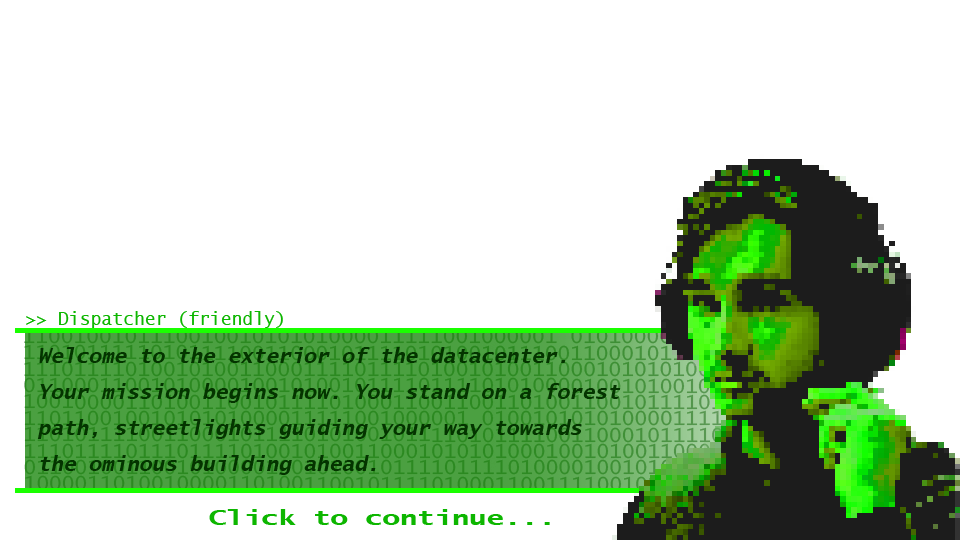 >> Dispatcher (friendly)
Welcome to the exterior of the datacenter.
Your mission begins now. You stand on a forest
path, streetlights guiding your way towards
the ominous building ahead.
Click to continue...